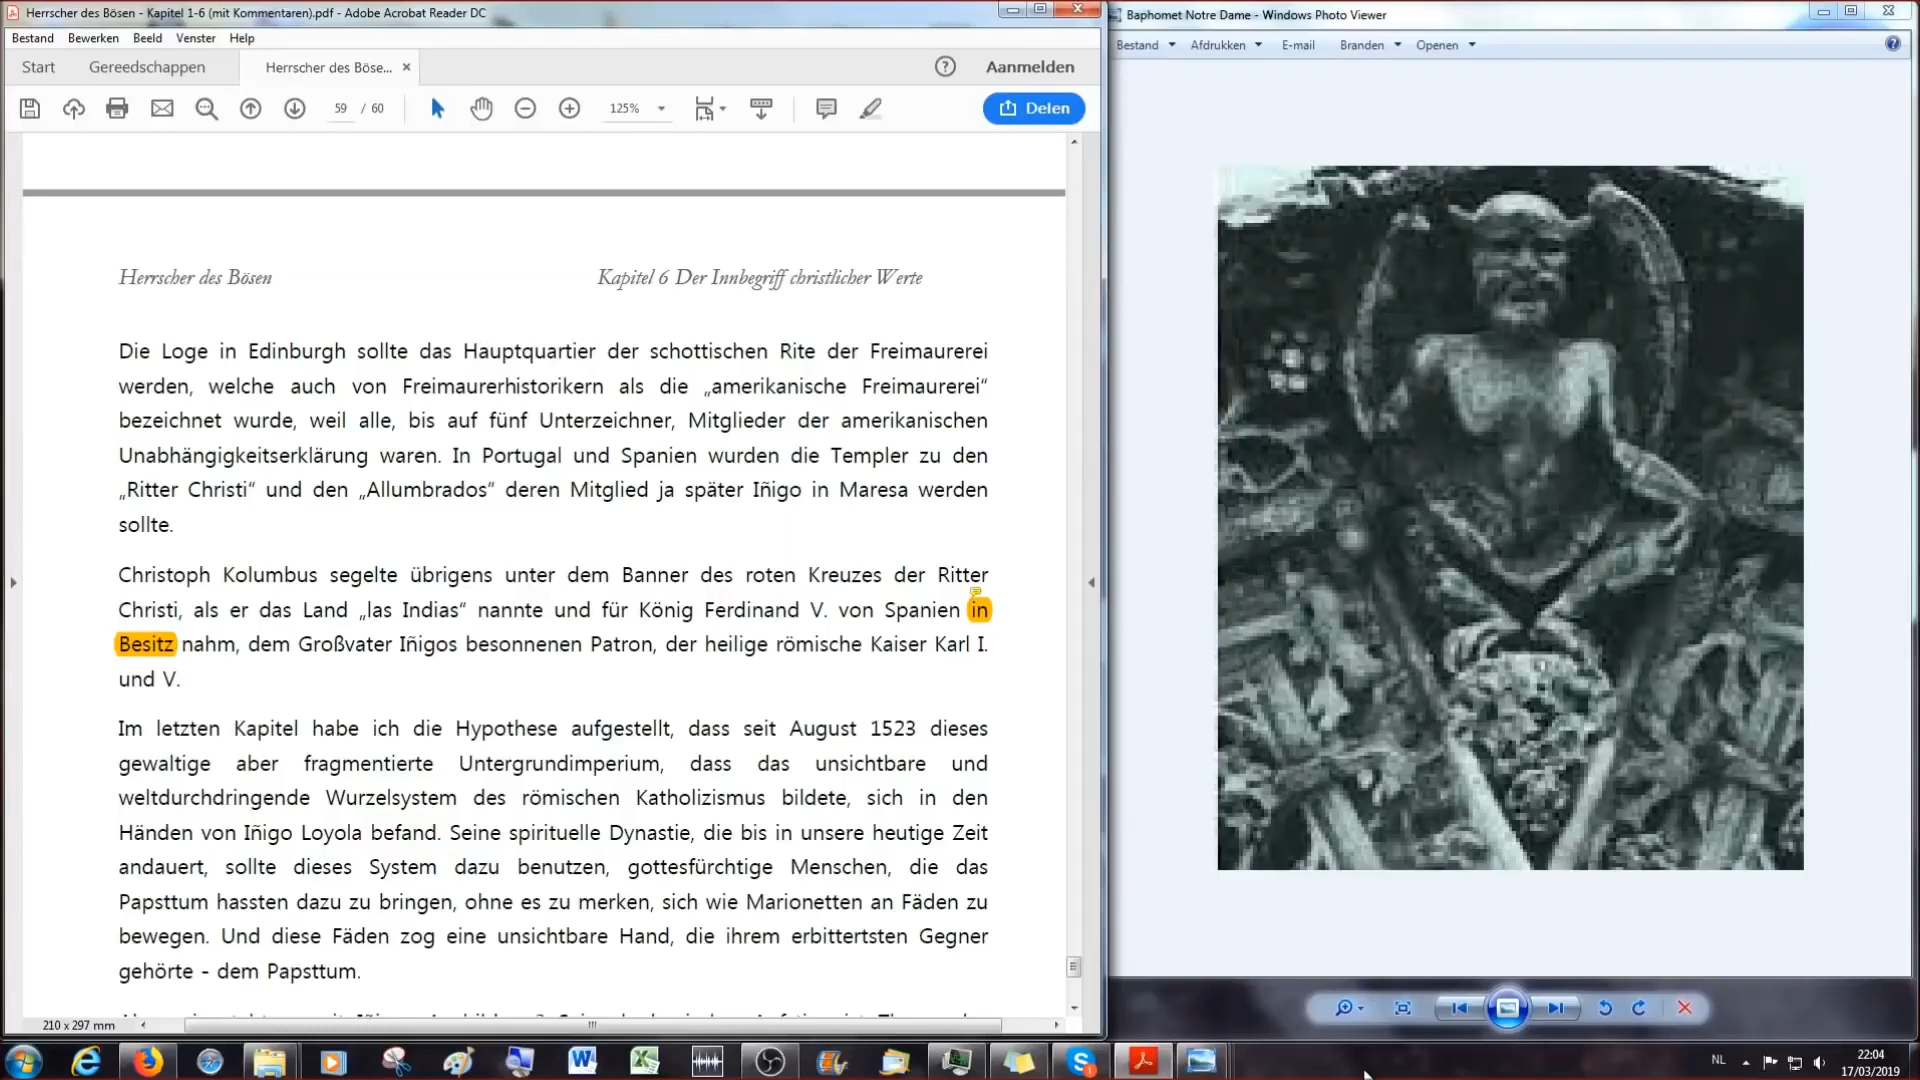 Herrscher des Bösen - Kapitel 1-6 (mit Kommentaren).pdf - Adobe Acrobat Reader DC
Bestand Bewerken Beeld Venster Help
Start Gereedschappen Herrscher des Böse... × Aanmelden
59 / 60 125% Delen
Herrscher des Bösen Kapitel 6 Der Innbegriff christlicher Werte
Die Loge in Edinburgh sollte das Hauptquartier der schottischen Rite der Freimaurerei
werden, welche auch von Freimaurerhistorikern als die „amerikanische Freimaurerei“
bezeichnet wurde, weil alle, bis auf fünf Unterzeichner, Mitglieder der amerikanischen
Unabhängigkeitserklärung waren. In Portugal und Spanien wurden die Templer zu den
„Ritter Christi“ und den „Allumbrados“ deren Mitglied ja später Iñigo in Maresa werden
sollte.
Christoph Kolumbus segelte übrigens unter dem Banner des roten Kreuzes der Ritter
Christi, als er das Land „las Indias“ nannte und für König Ferdinand V. von Spanien in
Besitz nahm, dem Großvater Iñigos besonnenen Patron, der heilige römische Kaiser Karl I.
und V.
Im letzten Kapitel habe ich die Hypothese aufgestellt, dass seit August 1523 dieses
gewaltige aber fragmentierte Untergrundimperium, dass das unsichtbare und
weltdurchdringende Wurzelsystem des römischen Katholizismus bildete, sich in den
Händen von Iñigo Loyola befand. Seine spirituelle Dynastie, die bis in unsere heutige Zeit
andauert, sollte dieses System dazu benutzen, gottesfürchtige Menschen, die das
Papsttum hassten dazu zu bringen, ohne es zu merken, sich wie Marionetten an Fäden zu
bewegen. Und diese Fäden zog eine unsichtbare Hand, die ihrem erbittertsten Gegner
gehörte - dem Papsttum.
210 x 297 mm
Baphomet Notre Dame - Windows Photo Viewer
Bestand Afdrukken E-mail Branden Openen
NL
22:04
17/03/2019